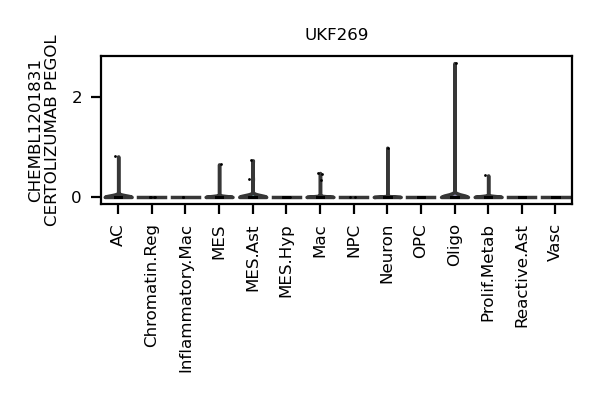 UKF269
CHEMBL1201831
CERTOLIZUMAB PEGOL
2
0
AC
Chromatin.Reg
Inflammatory.Mac
MES
MES.Ast
MES.Hyp
Mac
NPC
Neuron
OPC
Oligo
Prolif.Metab
Reactive.Ast
Vasc